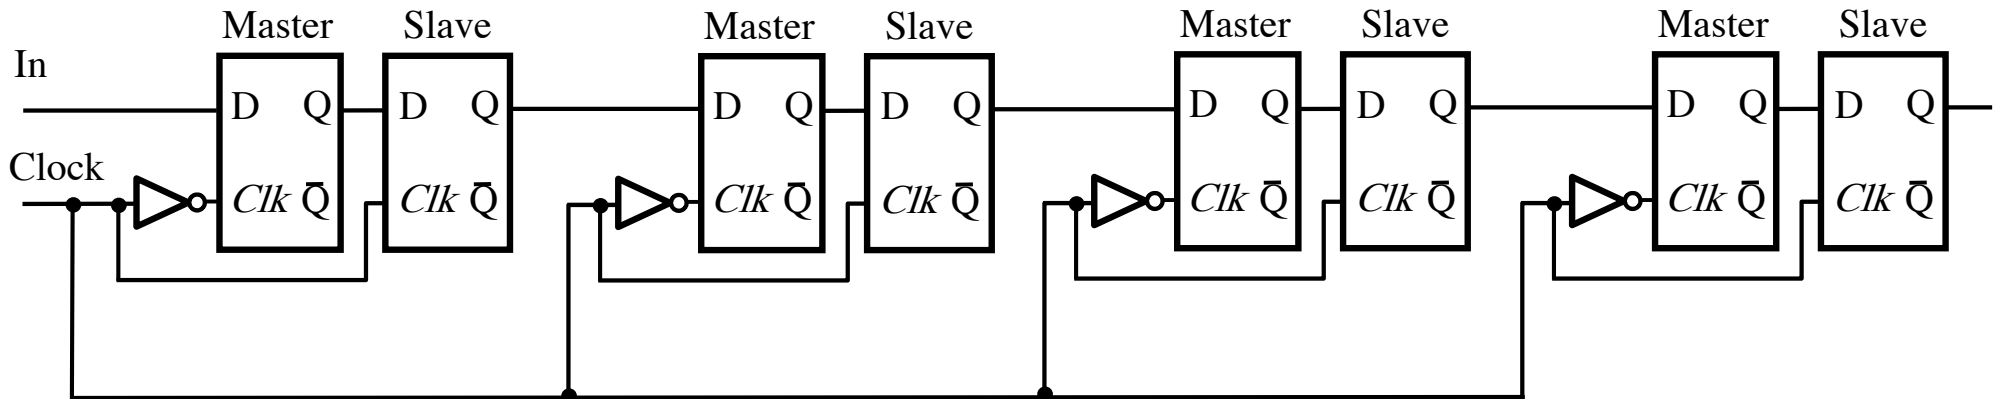 Master Slave Master Slave Master Slave Master Slave
In
D Q D Q D Q D Q D Q D Q D Q D Q
Clock
Clk Q̅ Clk Q̅ Clk Q̅ Clk Q̅ Clk Q̅ Clk Q̅ Clk Q̅ Clk Q̅